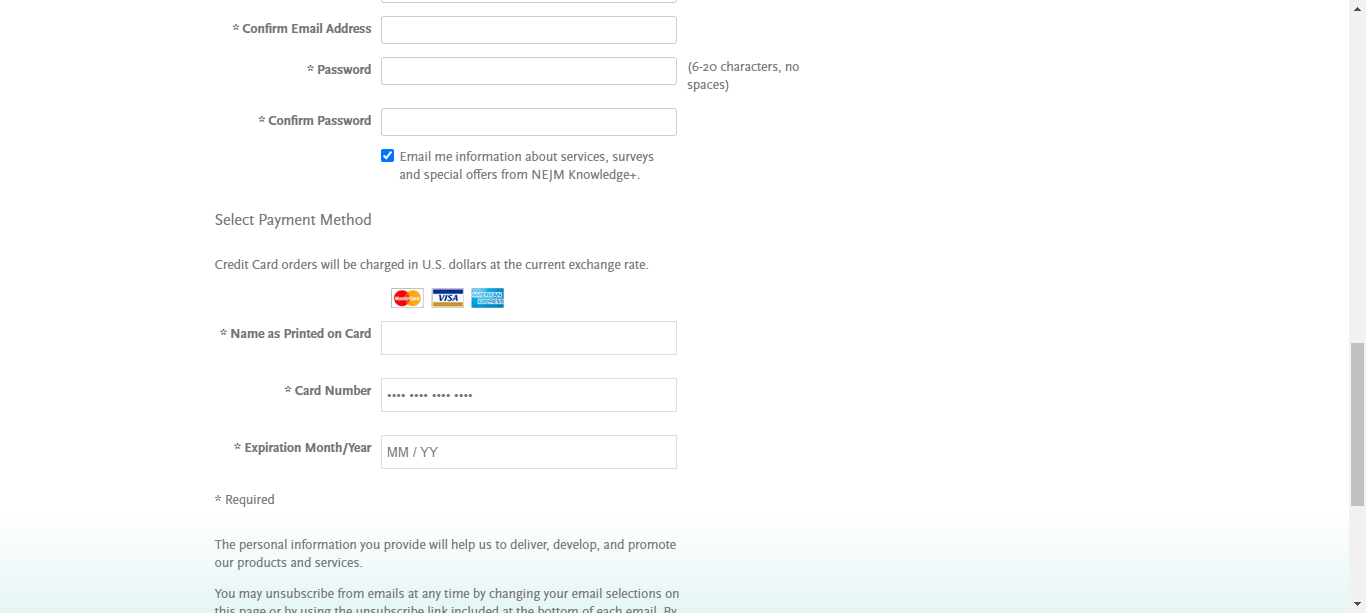 * Confirm Email Address
* Password
(6-20 characters, no
spaces)
* Confirm Password
Email me information about services, surveys
and special offers from NEJM Knowledge+.
Select Payment Method
Credit Card orders will be charged in U.S. dollars at the current exchange rate.
MasterCard VISA AMERICAN EXPRESS
* Name as Printed on Card
* Card Number
•••• •••• •••• ••••
* Expiration Month/Year
MM / YY
* Required
The personal information you provide will help us to deliver, develop, and promote
our products and services.
You may unsubscribe from emails at any time by changing your email selections on
this page or by using the unsubscribe link included at the bottom of each email. By